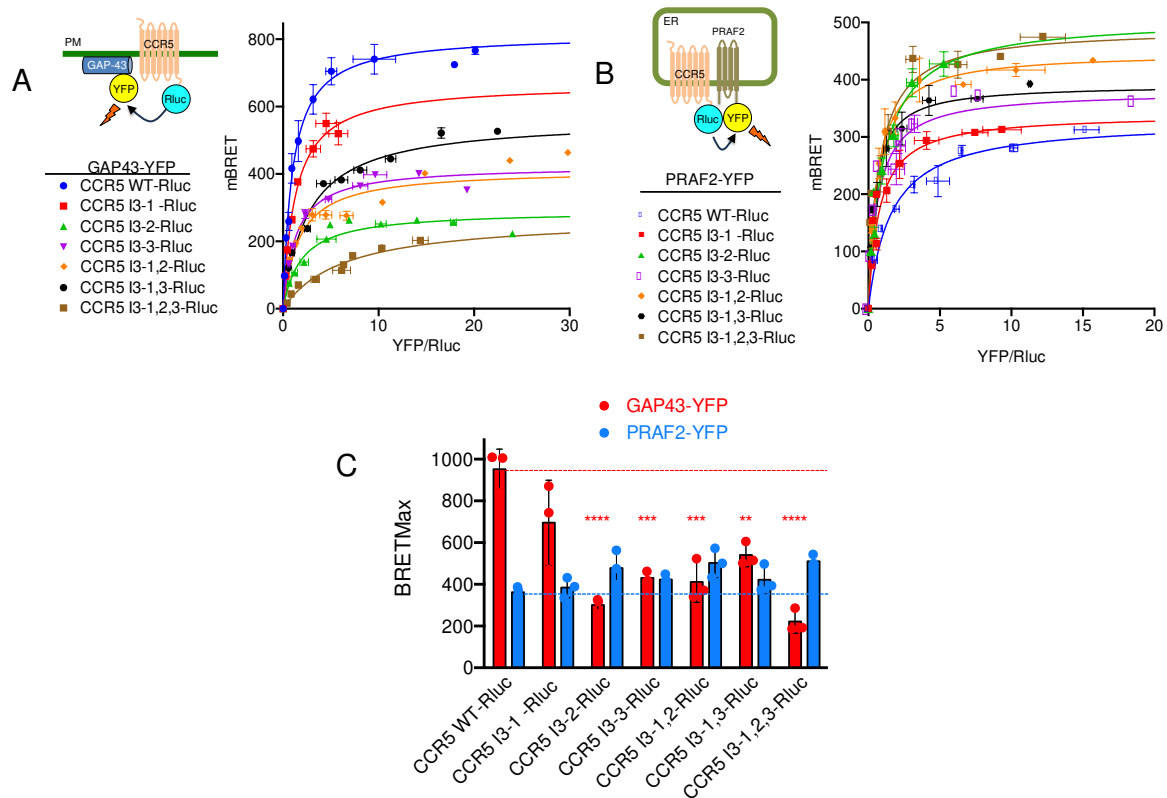 A
PM
CCR5
GAP-43
YFP
Rluc
GAP43-YFP
CCR5 WT-Rluc
CCR5 I3-1 -Rluc
CCR5 I3-2-Rluc
CCR5 I3-3-Rluc
CCR5 I3-1,2-Rluc
CCR5 I3-1,3-Rluc
CCR5 I3-1,2,3-Rluc
mBRET
800
600
400
200
0
0 10 20 30
YFP/Rluc
B
ER
PRAF2
CCR5
Rluc
YFP
PRAF2-YFP
CCR5 WT-Rluc
CCR5 I3-1 -Rluc
CCR5 I3-2-Rluc
CCR5 I3-3-Rluc
CCR5 I3-1,2-Rluc
CCR5 I3-1,3-Rluc
CCR5 I3-1,2,3-Rluc
mBRET
500
400
300
200
100
0
0 5 10 15 20
YFP/Rluc
C
GAP43-YFP
PRAF2-YFP
BRETMax
1000
800
600
400
200
0
**** *** *** ** ****
CCR5 WT-Rluc
CCR5 I3-1 -Rluc
CCR5 I3-2-Rluc
CCR5 I3-3-Rluc
CCR5 I3-1,2-Rluc
CCR5 I3-1,3-Rluc
CCR5 I3-1,2,3-Rluc